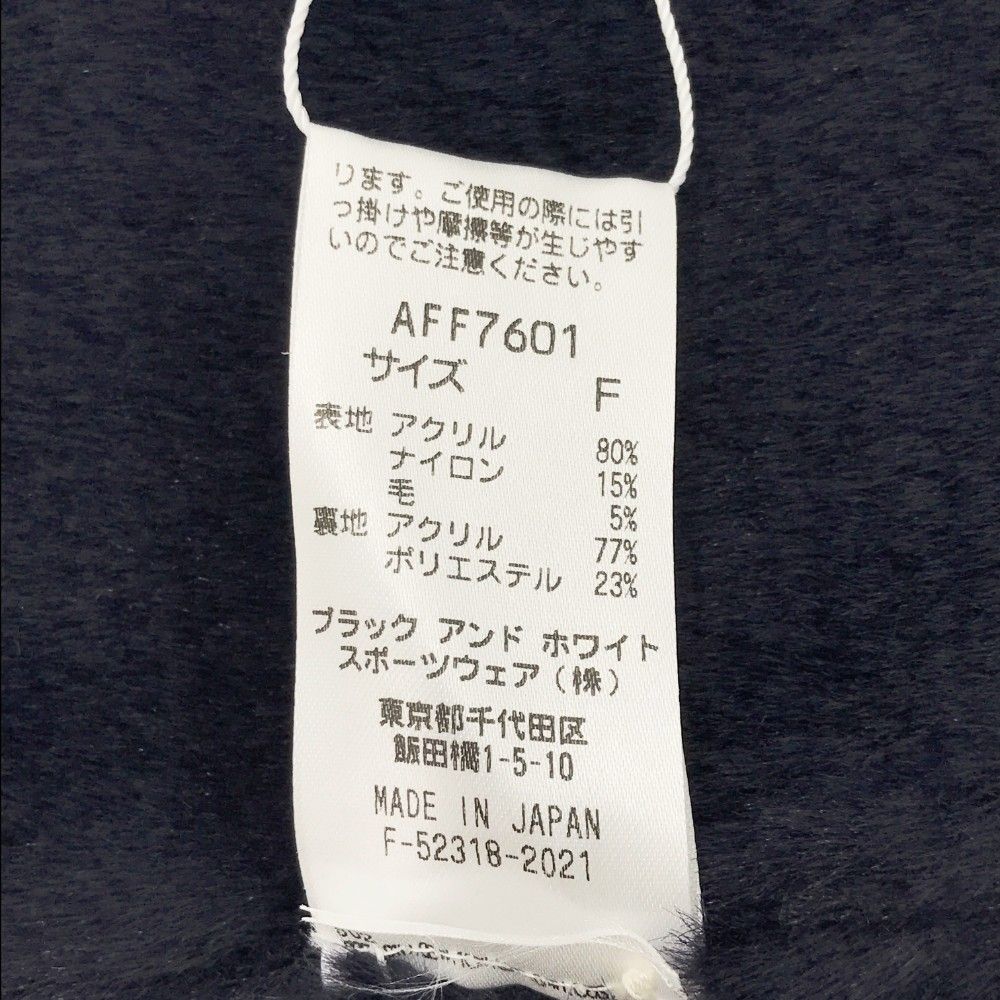 ります。ご使用の際には引
っ掛けや摩擦等が生じやす
いのでご注意ください。
AFF7601
サイズ F
表地 アクリル 80%
ナイロン 15%
毛 5%
裏地 アクリル 77%
ポリエステル 23%
ブラック アンド ホワイト
スポーツウェア(株)
東京都千代田区
飯田橋1-5-10
MADE IN JAPAN
F-52318-2021